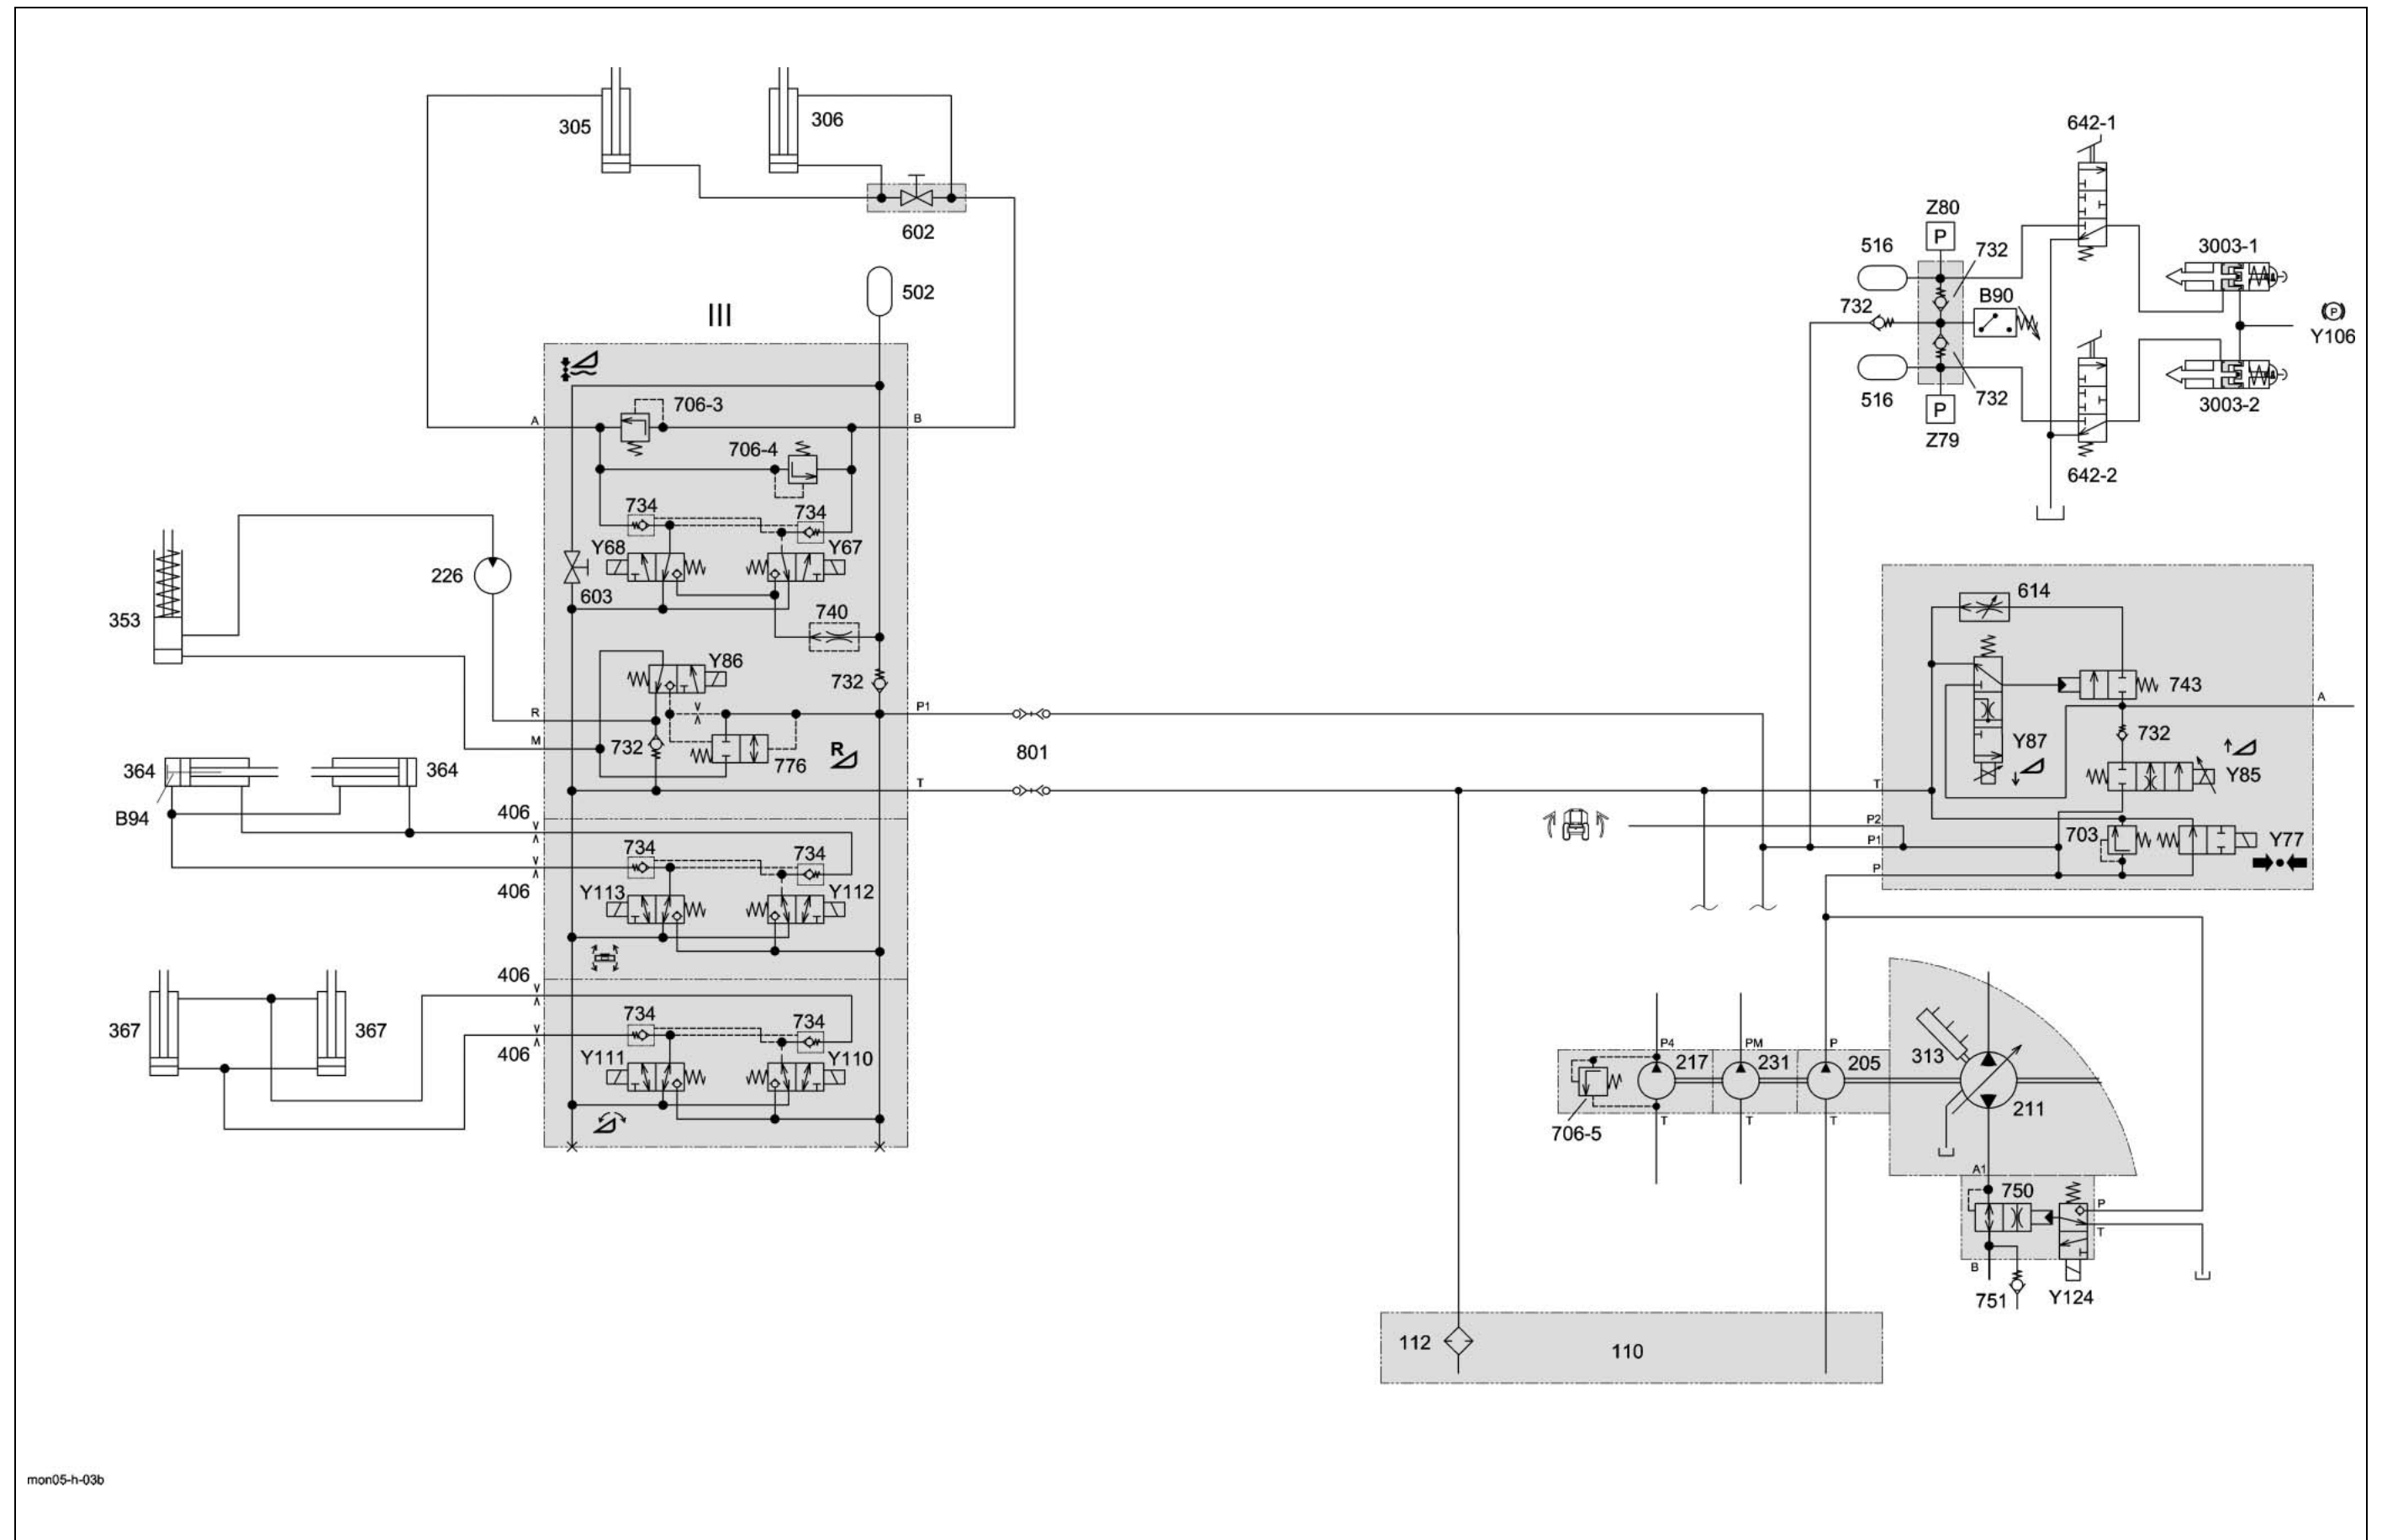 642-1
305
306
Z80
P
602
516
732
3003-1
502
732
B90
III
P
Y106
706-3
A
B
516
P
732
3003-2
706-4
Z79
642-2
734
734
Y68
Y67
226
614
603
740
353
Y86
732
743
P1
A
R
M
732
R
776
801
732
Y87
364
364
Y85
T
T
B94
406
P2
734
734
P1
703
Y77
406
P
Y113
Y112
406
734
734
367
367
406
Y111
Y110
P4
PM
P
217
231
205
313
211
T
T
T
706-5
A1
750
P
T
B
751
Y124
112
110
mon05-h-03b